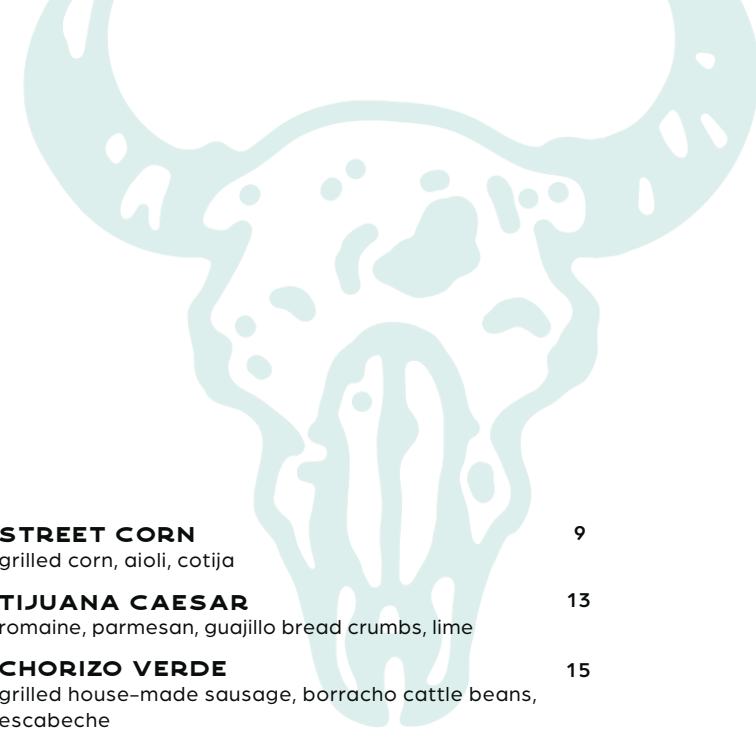 STREET CORN 9
grilled corn, aioli, cotija
TIJUANA CAESAR 13
romaine, parmesan, guajillo bread crumbs, lime
CHORIZO VERDE 15
grilled house-made sausage, borracho cattle beans,
escabeche